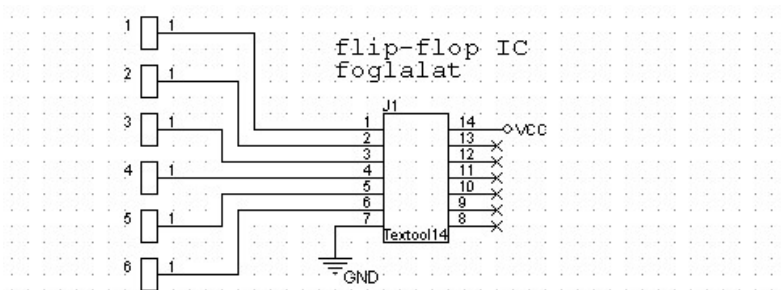 flip-flop IC
foglalat
1 1
2 1
3 1
4 1
5 1
6 1
J1
1 14 VCC
2 13
3 12
4 11
5 10
6 9
7 8
Textool14
GND